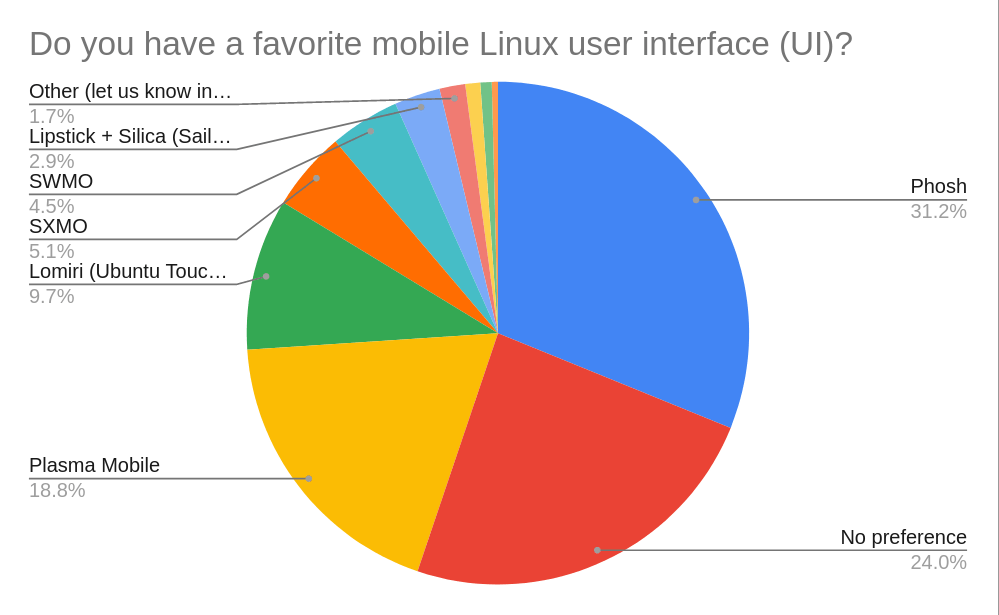 Do you have a favorite mobile Linux user interface (UI)?
Other (let us know in…
1.7%
Lipstick + Silica (Sail…
2.9%
SWMO
4.5%
SXMO
5.1%
Lomiri (Ubuntu Touc…
9.7%
Plasma Mobile
18.8%
Phosh
31.2%
No preference
24.0%